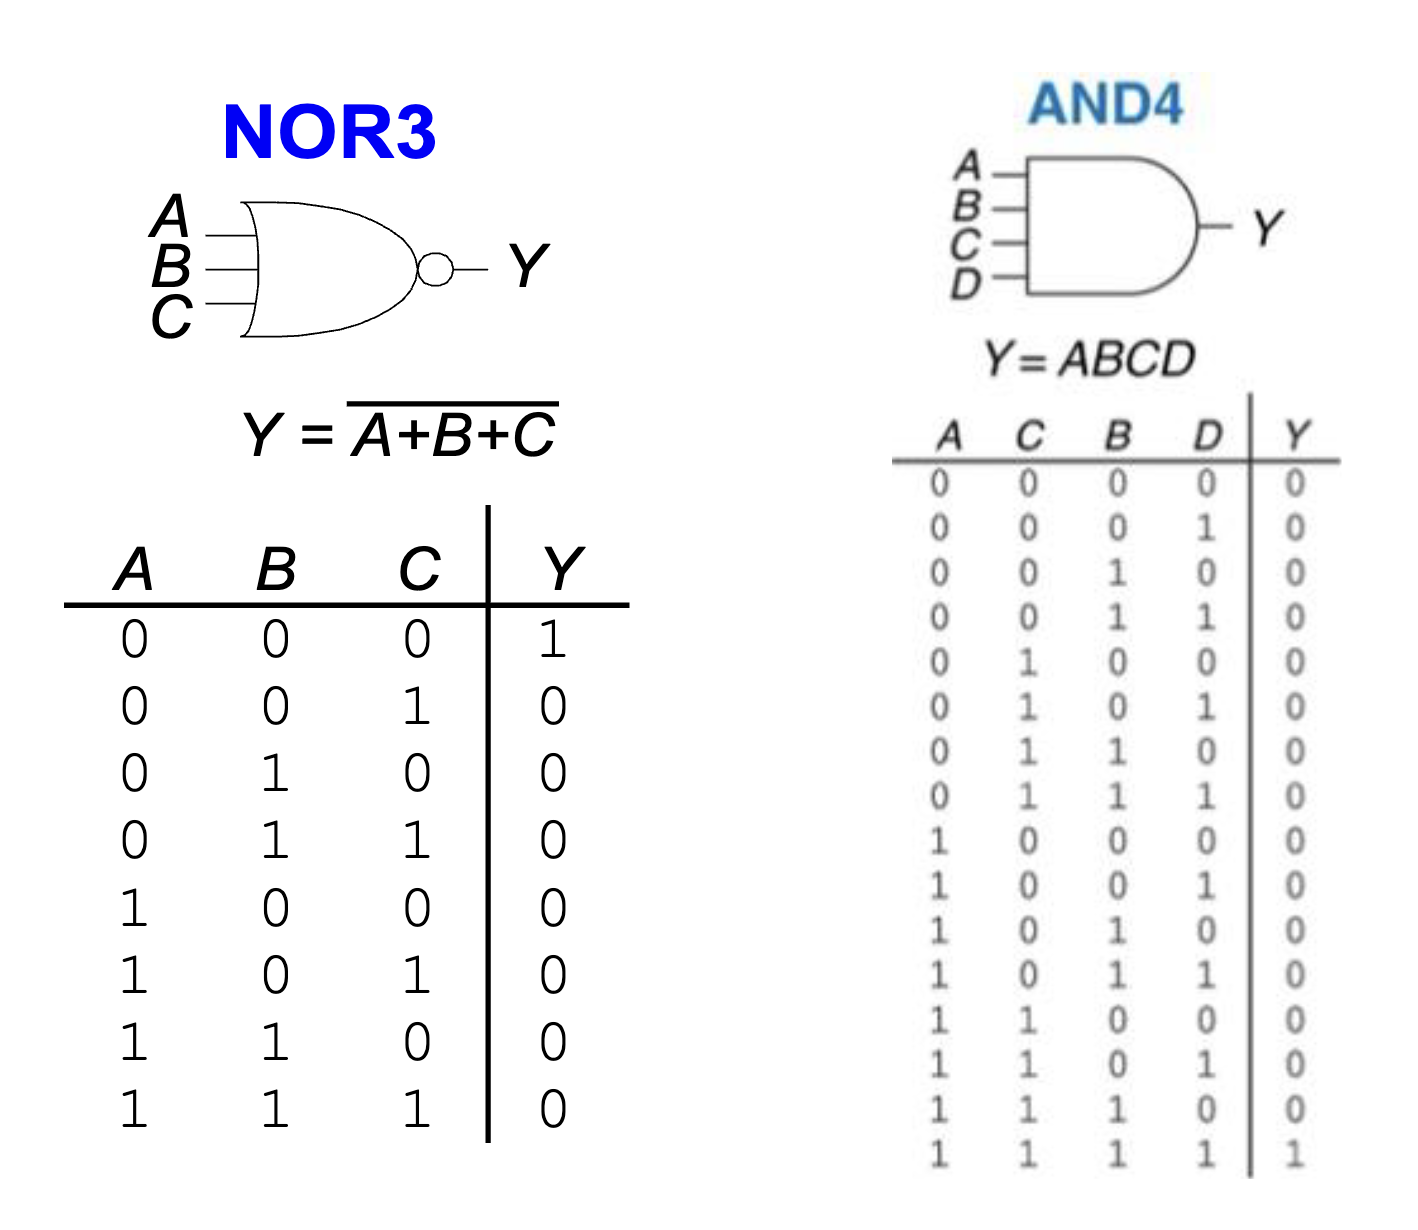 NOR3
A
B
C
Y
Y = A+B+C
A B C Y
0 0 0 1
0 0 1 0
0 1 0 0
0 1 1 0
1 0 0 0
1 0 1 0
1 1 0 0
1 1 1 0
AND4
A
B
C
D
Y
Y = ABCD
A C B D Y
0 0 0 0 0
0 0 0 1 0
0 0 1 0 0
0 0 1 1 0
0 1 0 0 0
0 1 0 1 0
0 1 1 0 0
0 1 1 1 0
1 0 0 0 0
1 0 0 1 0
1 0 1 0 0
1 0 1 1 0
1 1 0 0 0
1 1 0 1 0
1 1 1 0 0
1 1 1 1 1